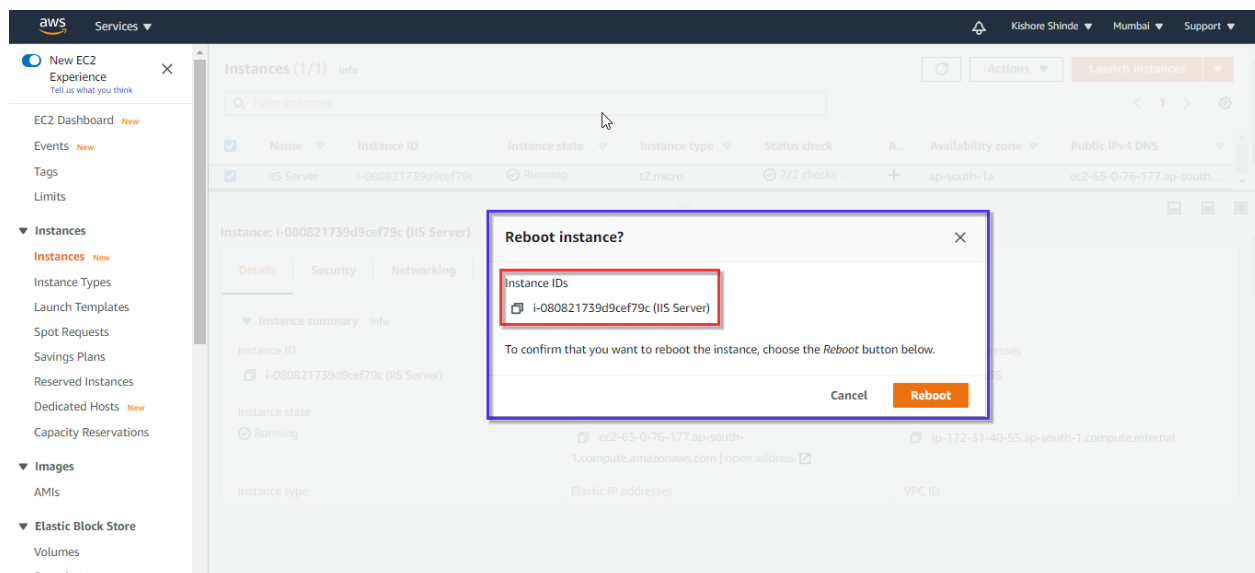 aws
Services ▼
Kishore Shinde ▼ Mumbai ▼ Support ▼
New EC2
Experience
Tell us what you think
EC2 Dashboard New
Events New
Tags
Limits
▼ Instances
Instances New
Instance Types
Launch Templates
Spot Requests
Savings Plans
Reserved Instances
Dedicated Hosts New
Capacity Reservations
▼ Images
AMIs
▼ Elastic Block Store
Volumes
Instances (1/1) Info
Actions ▼ Launch Instances ▼
Filter instances
1
Name Instance ID Instance state Instance type Status check A.. Availability zone Public IPv4 DNS
IIS Server i-080821739d9cef79c Running t2.micro 2/2 checks ... ap-south-1a ec2-65-0-76-177.ap-south...
Instance: i-080821739d9cef79c (IIS Server)
Details Security Networking
▼ Instance summary Info
Instance ID
i-080821739d9cef79c (IIS Server)
Instance state
Running
ec2-65-0-76-177.ap-south-
1.compute.amazonaws.com | open address
ip-172-31-40-55.ap-south-1.compute.internal
Instance type Elastic IP addresses VPC ID
Reboot instance?
Instance IDs
i-080821739d9cef79c (IIS Server)
To confirm that you want to reboot the instance, choose the Reboot button below.
Cancel Reboot